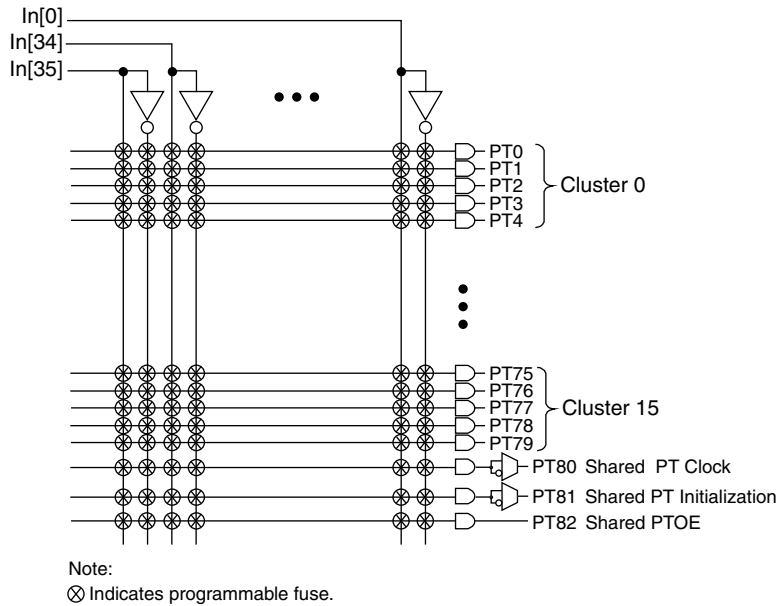 In[0]
In[34]
In[35]
PT0
PT1
PT2
PT3
PT4
Cluster 0
PT75
PT76
PT77
PT78
PT79
Cluster 15
PT80 Shared PT Clock
PT81 Shared PT Initialization
PT82 Shared PTOE
Note:
Indicates programmable fuse.